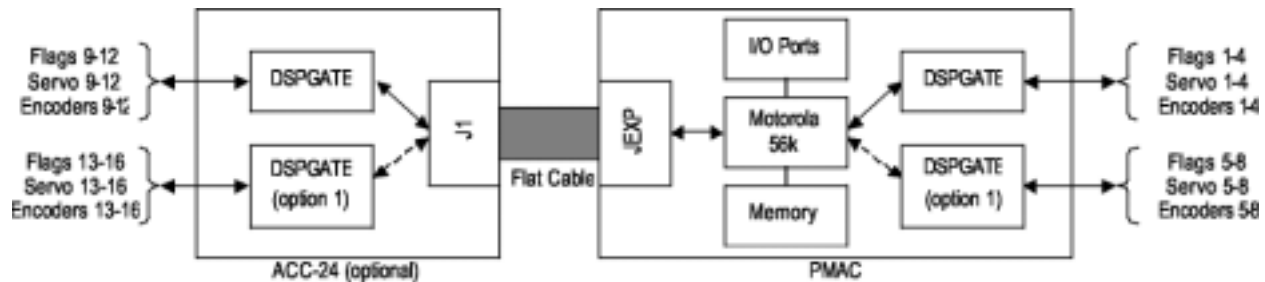 Flags 9-12
Servo 9-12
Encoders 9-12
Flags 13-16
Servo 13-16
Encoders 13-16
DSPGATE
DSPGATE
(option 1)
J1
ACC-24 (optional)
Flat Cable
JEXP
I/O Ports
Motorola
56k
Memory
DSPGATE
DSPGATE
(option 1)
PMAC
Flags 1-4
Servo 1-4
Encoders 1-4
Flags 5-8
Servo 5-8
Encoders 5-8